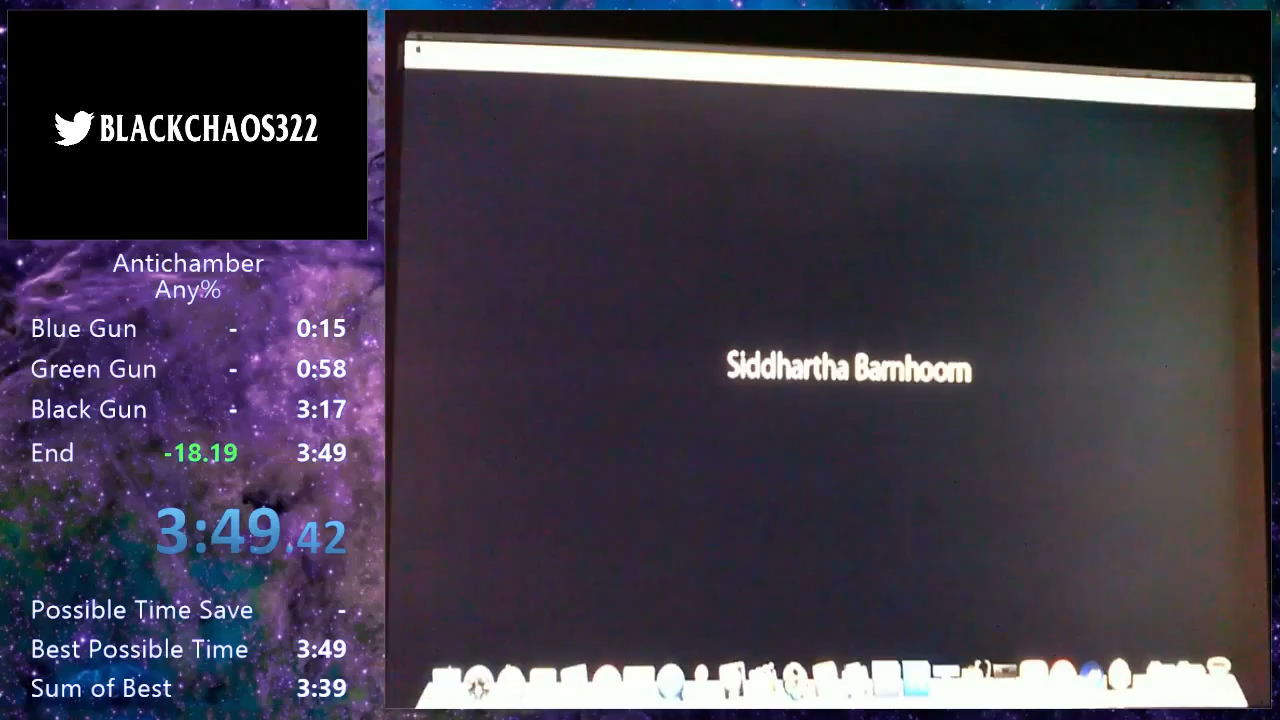 BLACKCHAOS322
Antichamber
Any%
Blue Gun - 0:15
Green Gun - 0:58
Black Gun - 3:17
End -18.19 3:49
3:49.42
Possible Time Save -
Best Possible Time 3:49
Sum of Best 3:39
Siddhartha Barnhoorn